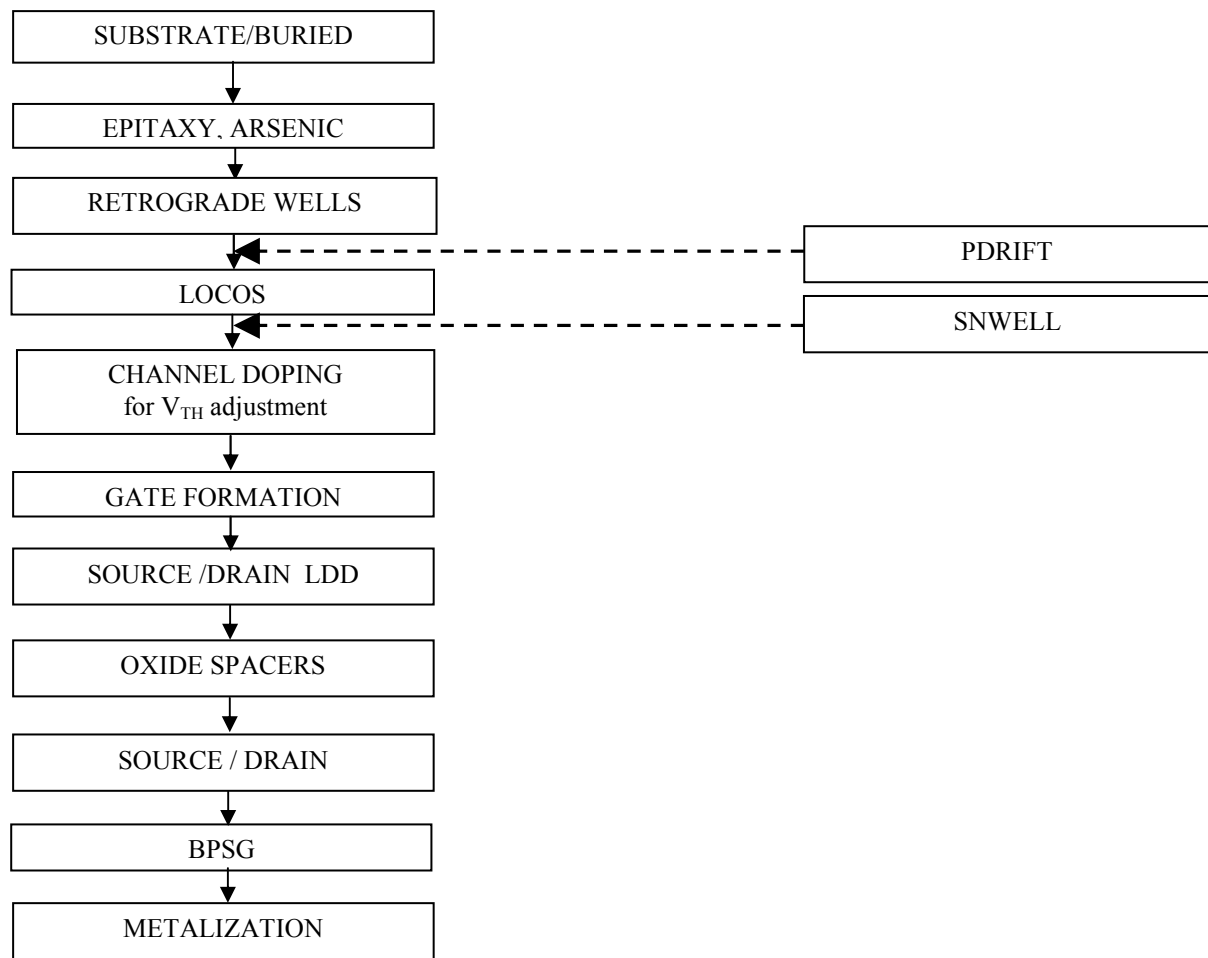 SUBSTRATE/BURIED
EPITAXY, ARSENIC
RETROGRADE WELLS
PDRIFT
LOCOS
SNWELL
CHANNEL DOPING
for VTH adjustment
GATE FORMATION
SOURCE /DRAIN LDD
OXIDE SPACERS
SOURCE / DRAIN
BPSG
METALIZATION